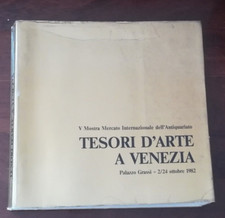 V Mostra Mercato Internazionale dell'Antiquariato
TESORI D'ARTE
A VENEZIA
Palazzo Grassi - 2/24 ottobre 1982